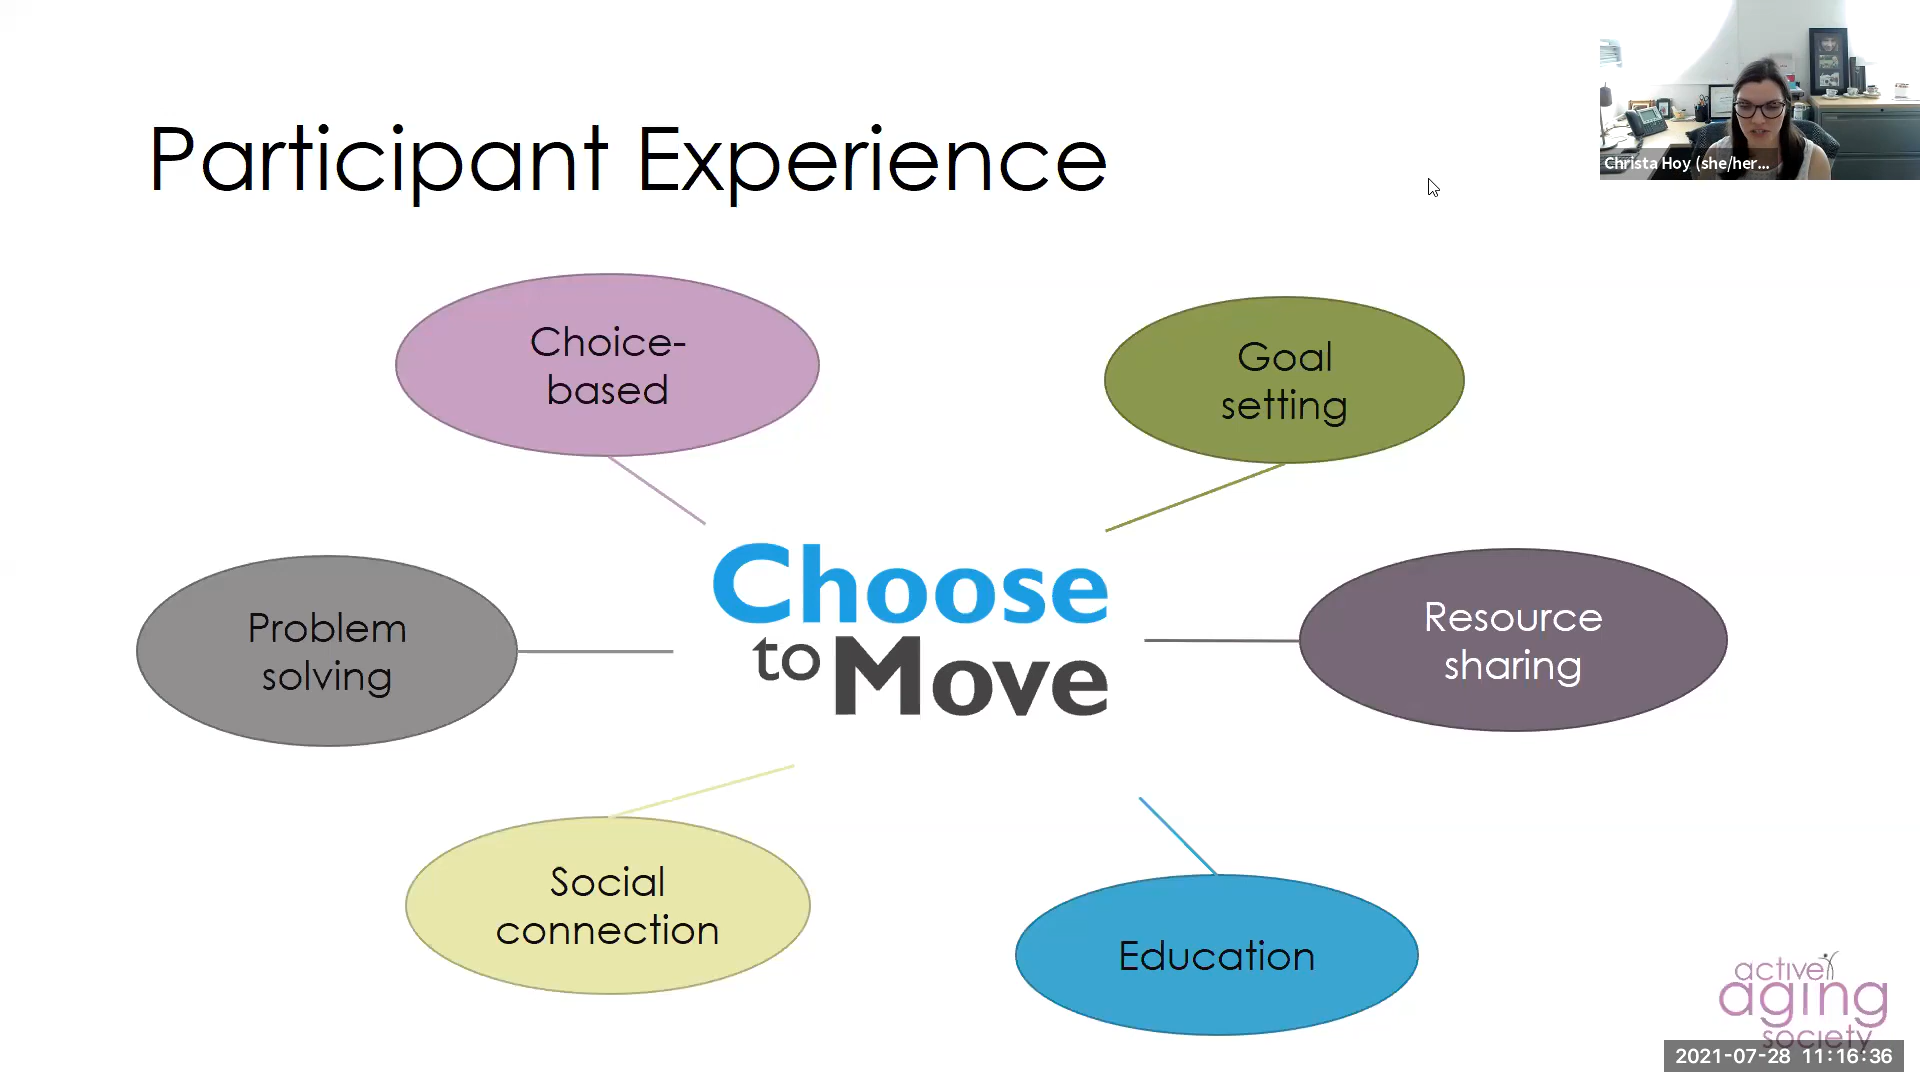 Participant Experience
Christa Hoy (she/her...
Choice-
based
Goal
setting
Choose
to Move
Problem
solving
Resource
sharing
Social
connection
Education
active
aging
society
2021-07-28 11:16:36